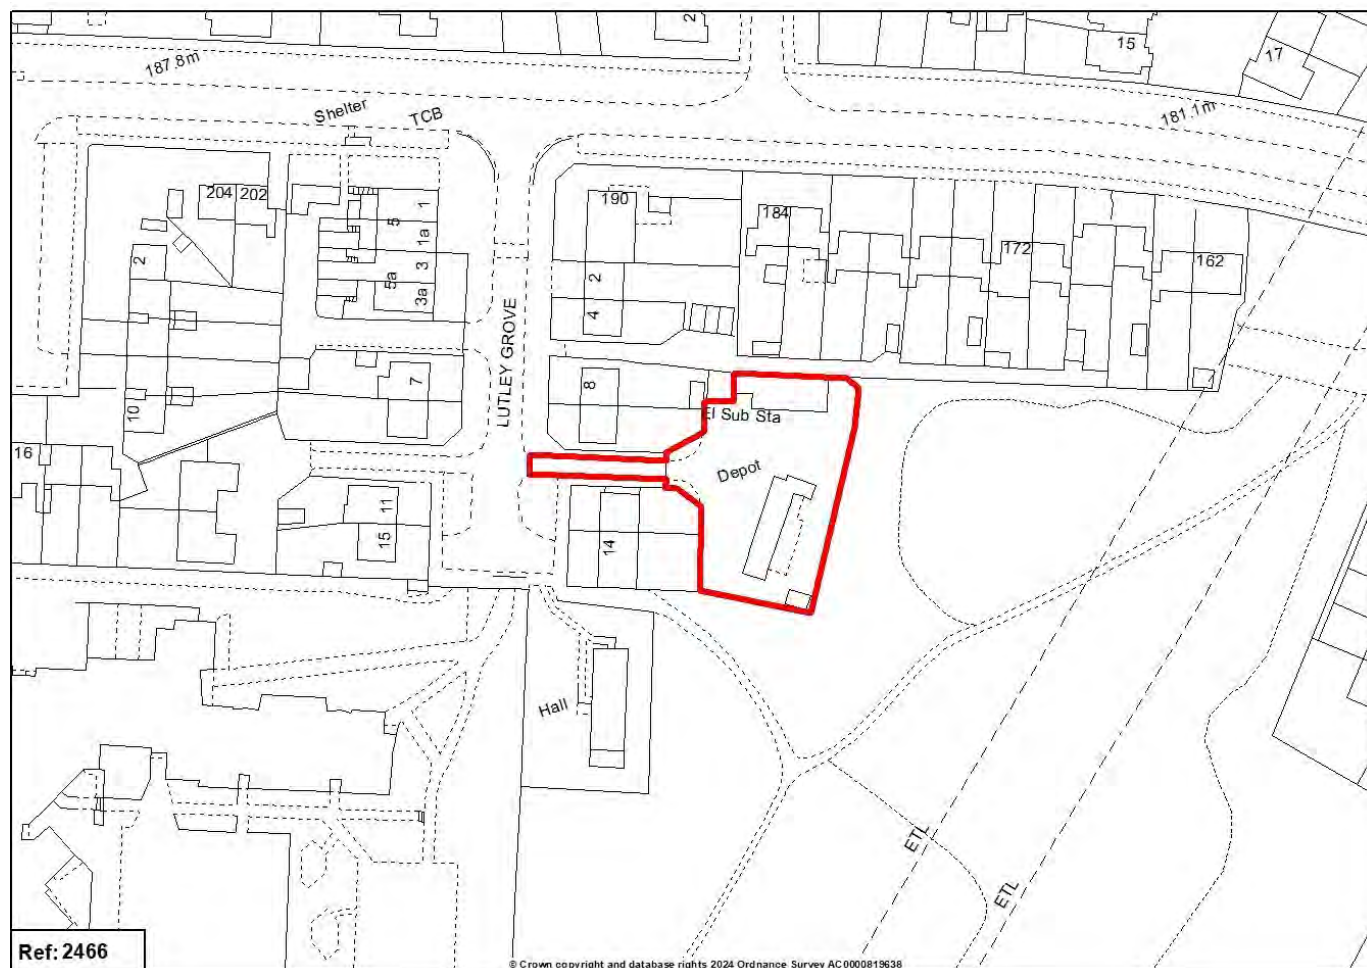 2
15
17
187.8m
181.1m
Shelter
TCB
204
202
5
1
1a
3
5a
3a
2
190
184
172
162
2
4
LUTLEY GROVE
7
8
10
El Sub Sta
Depot
16
11
15
14
Hall
ETL
ETL
Ref: 2466
© Crown copyright and database rights 2024 Ordnance Survey AC0000819638